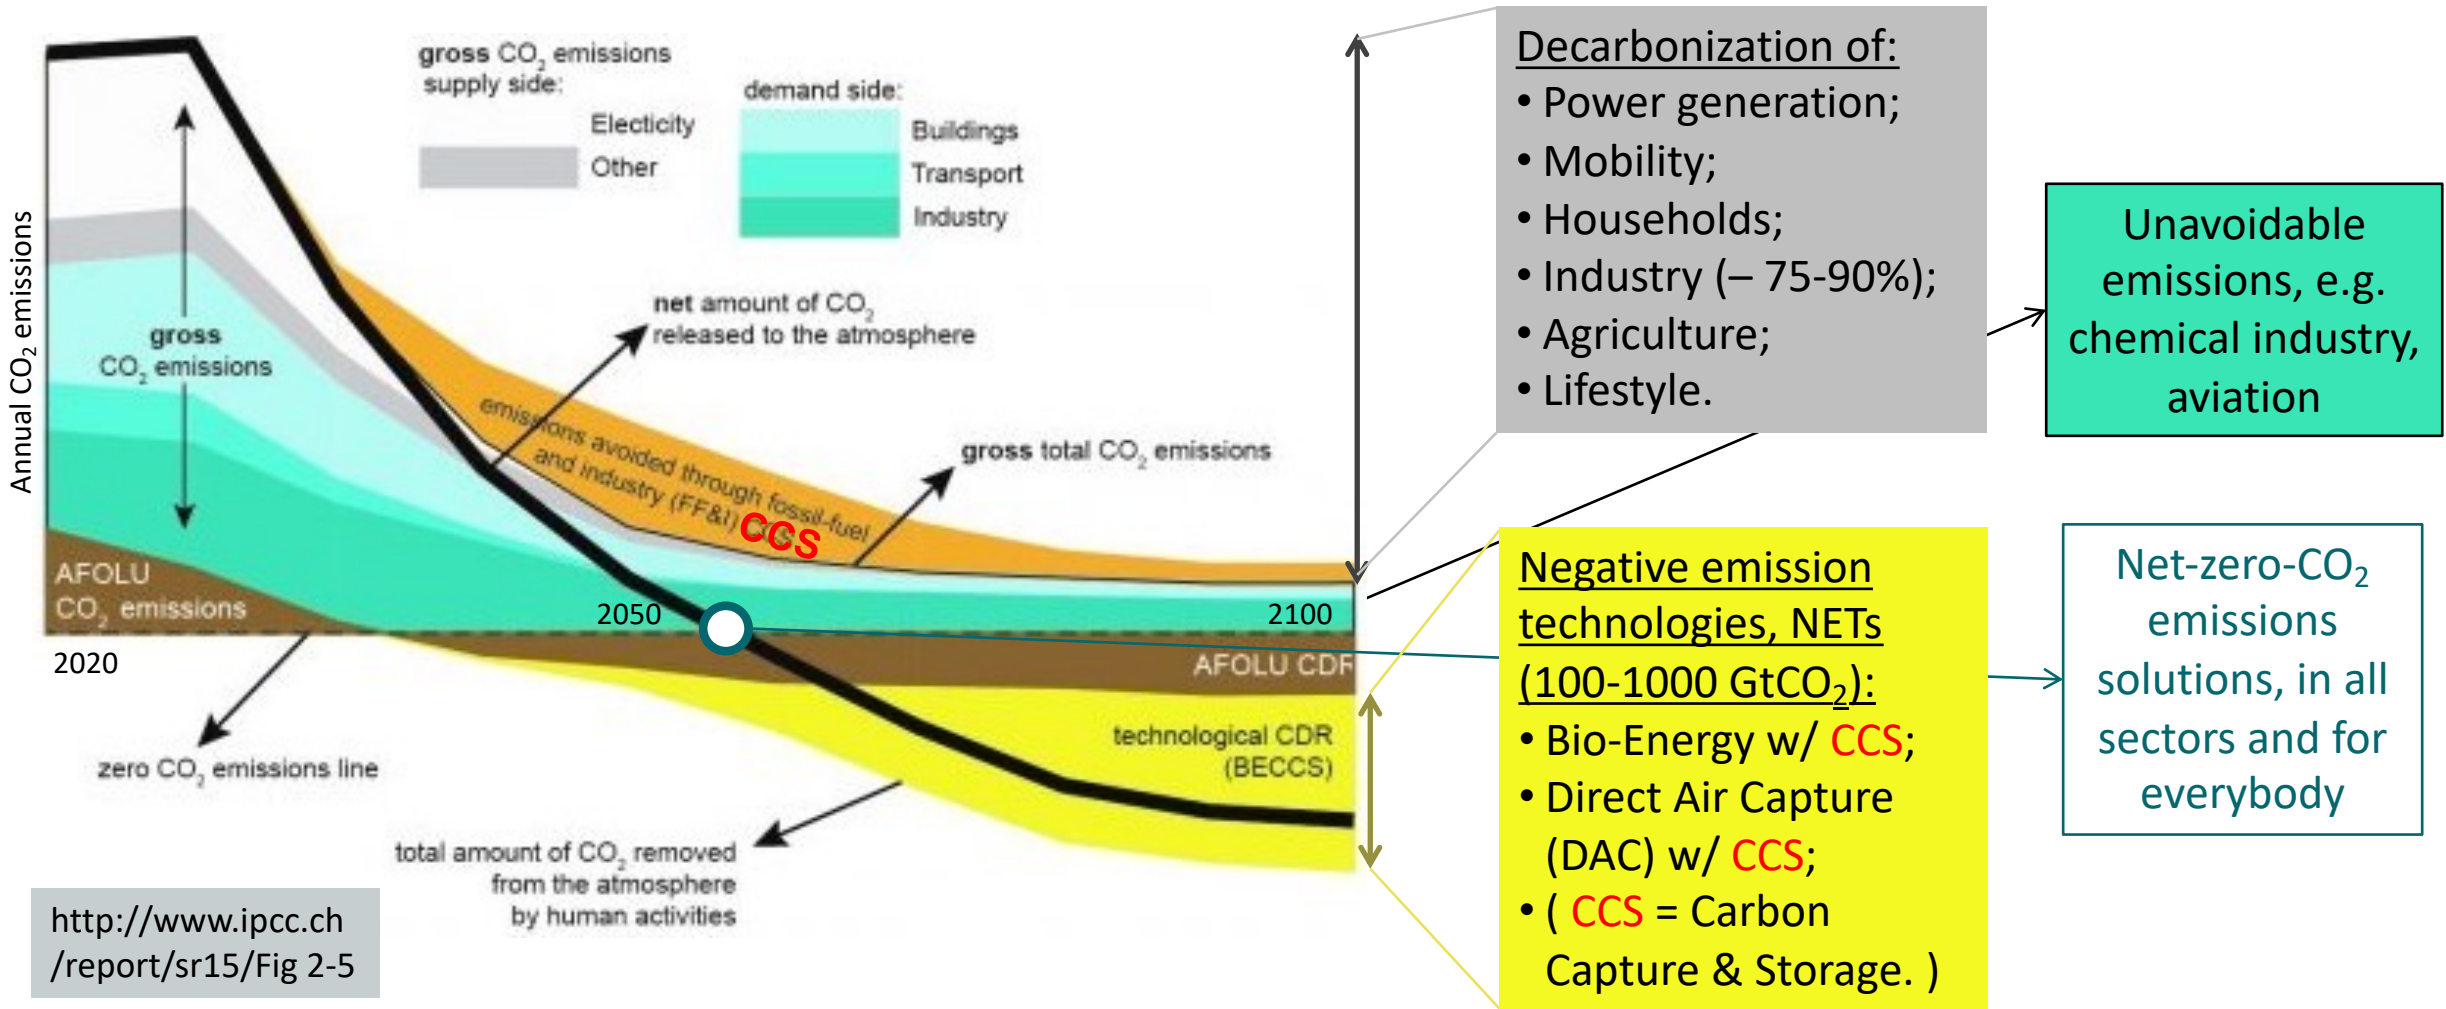 Annual CO2 emissions
gross CO2 emissions
supply side:
Electicity
Other
demand side:
Buildings
Transport
Industry
gross
CO2 emissions
net amount of CO2
released to the atmosphere
emissions avoided through fossil-fuel
and industry (FF&I) CCS
CCS
gross total CO2 emissions
AFOLU
CO2 emissions
2020
2050
2100
AFOLU CDR
zero CO2 emissions line
technological CDR
(BECCS)
total amount of CO2 removed
from the atmosphere
by human activities
http://www.ipcc.ch
/report/sr15/Fig 2-5
Decarbonization of:
• Power generation;
• Mobility;
• Households;
• Industry (– 75-90%);
• Agriculture;
• Lifestyle.
Negative emission
technologies, NETs
(100-1000 GtCO2):
• Bio-Energy w/ CCS;
• Direct Air Capture
(DAC) w/ CCS;
• ( CCS = Carbon
Capture & Storage. )
Unavoidable
emissions, e.g.
chemical industry,
aviation
Net-zero-CO2
emissions
solutions, in all
sectors and for
everybody